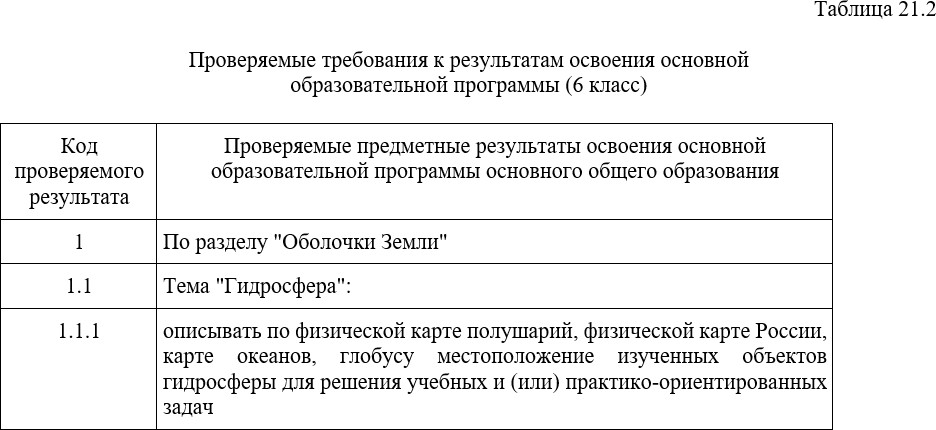 Таблица 21.2
Проверяемые требования к результатам освоения основной
образовательной программы (6 класс)
Код
проверяемого
результата
Проверяемые предметные результаты освоения основной
образовательной программы основного общего образования
1
По разделу "Оболочки Земли"
1.1
Тема "Гидросфера":
1.1.1
описывать по физической карте полушарий, физической карте России,
карте океанов, глобусу местоположение изученных объектов
гидросферы для решения учебных и (или) практико-ориентированных
задач